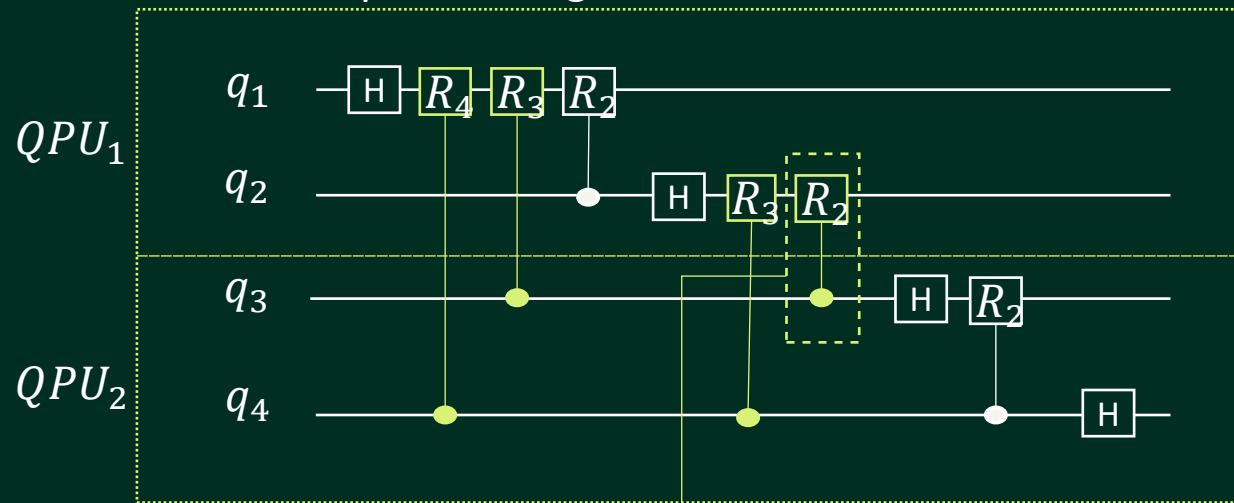 q₁ H R₄ R₃ R₂
QPU₁
q₂ H R₃ R₂
q₃ H R₂
QPU₂
q₄ H